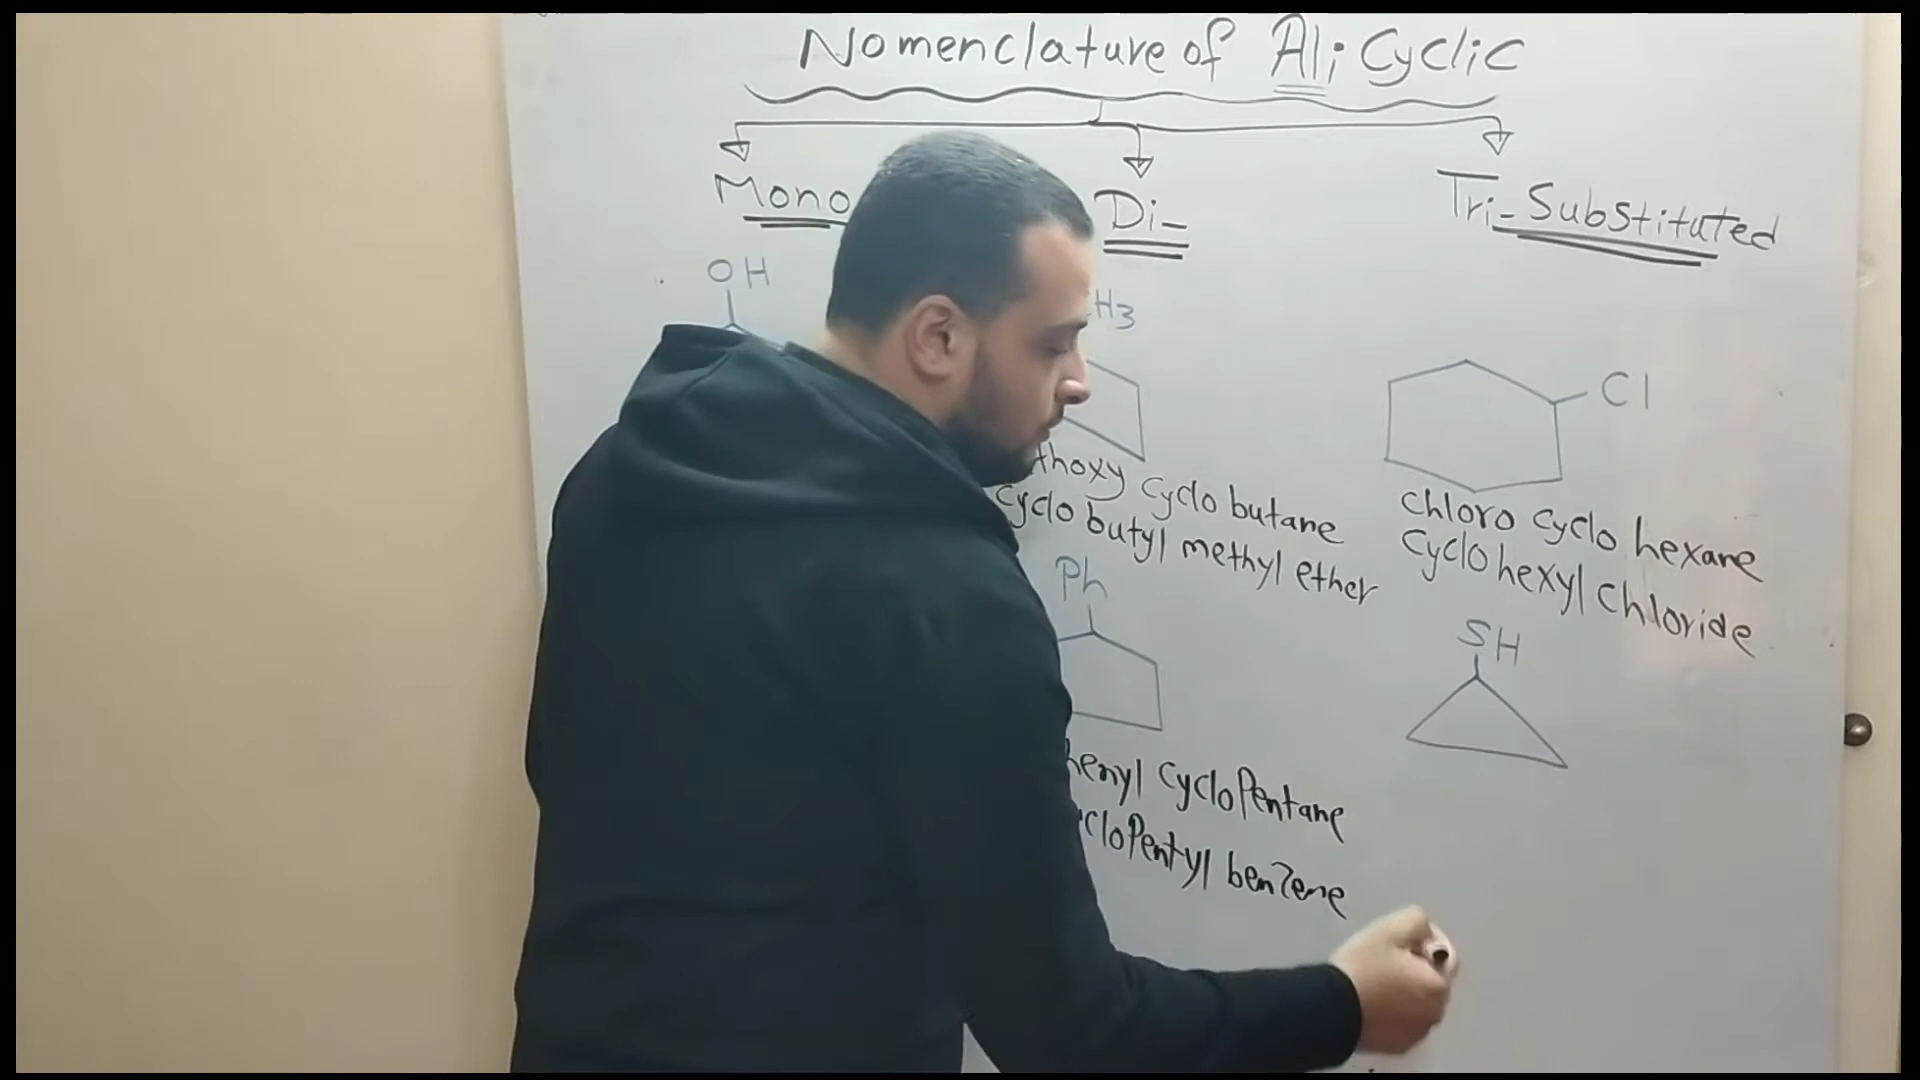 Nomenclature of Ali Cyclic
Mono
Di-
Tri-Substituted
OH
H3
Cl
thoxy cyclo butane
cyclo butyl methyl ether
chloro cyclo hexane
cyclo hexyl chloride
Ph
SH
henyl cycloPentane
cloPentyl benzene